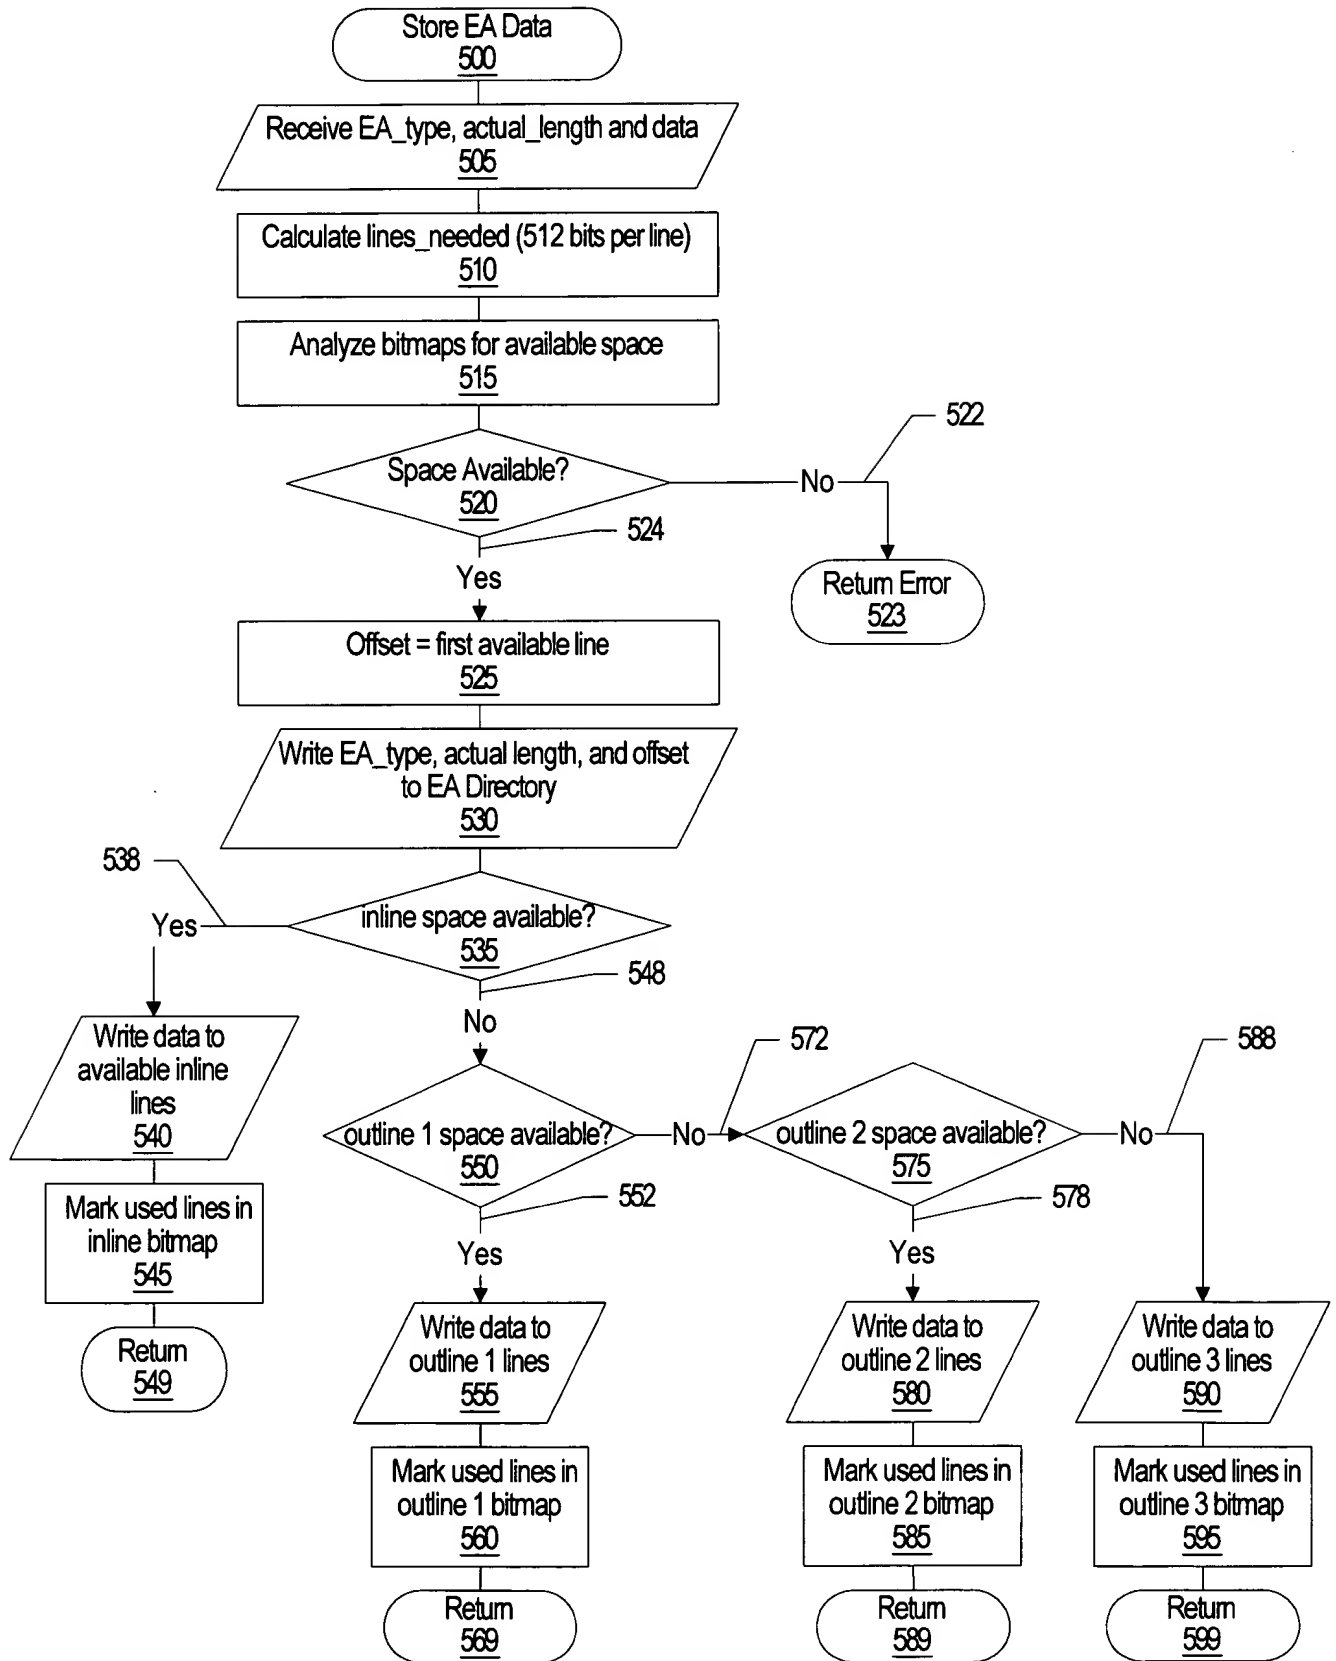 Store EA Data
500
Receive EA_type, actual_length and data
505
Calculate lines_needed (512 bits per line)
510
Analyze bitmaps for available space
515
522
Space Available?
520
No
524
Yes
Return Error
523
Offset = first available line
525
Write EA_type, actual length, and offset
to EA Directory
530
538
Yes
inline space available?
535
548
No
Write data to
available inline
lines
540
572
588
outline 1 space available?
550
No
outline 2 space available?
575
No
552
578
Mark used lines in
inline bitmap
545
Yes
Yes
Return
549
Write data to
outline 1 lines
555
Write data to
outline 2 lines
580
Write data to
outline 3 lines
590
Mark used lines in
outline 1 bitmap
560
Mark used lines in
outline 2 bitmap
585
Mark used lines in
outline 3 bitmap
595
Return
569
Return
589
Return
599